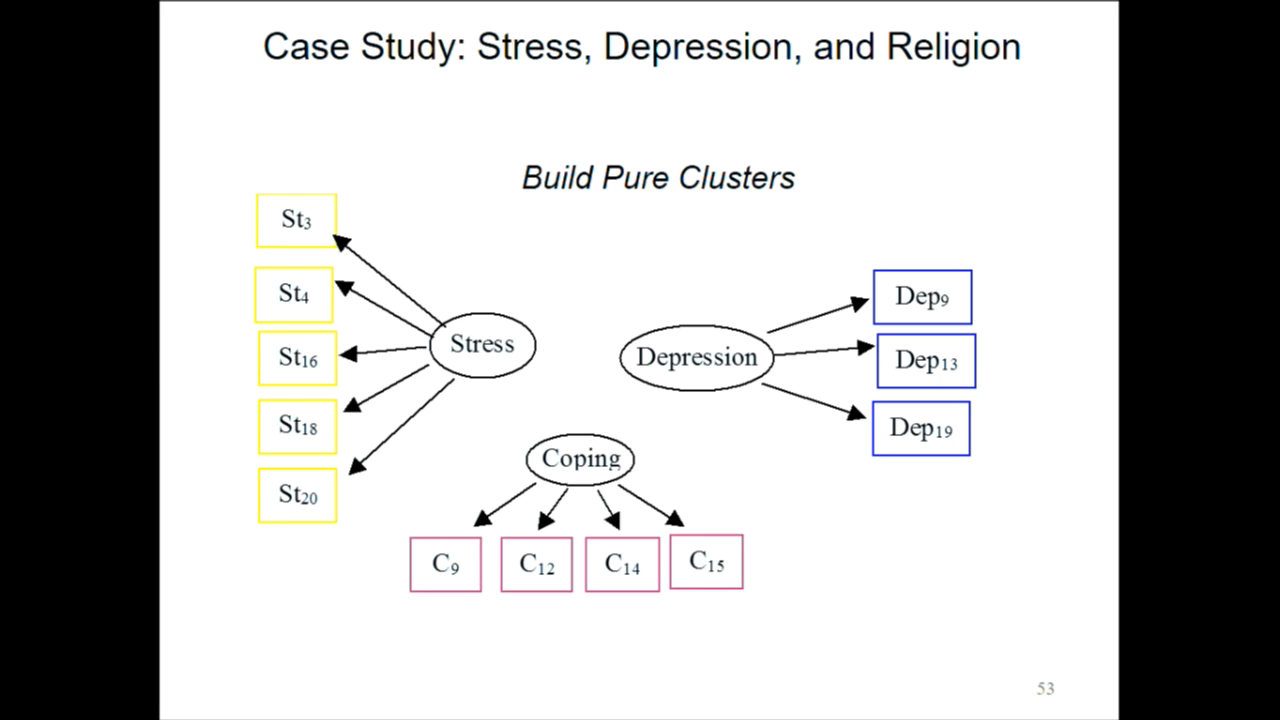 Case Study: Stress, Depression, and Religion
Build Pure Clusters
St3
St4
St16
St18
St20
Stress
Depression
Dep9
Dep13
Dep19
Coping
C9
C12
C14
C15
53